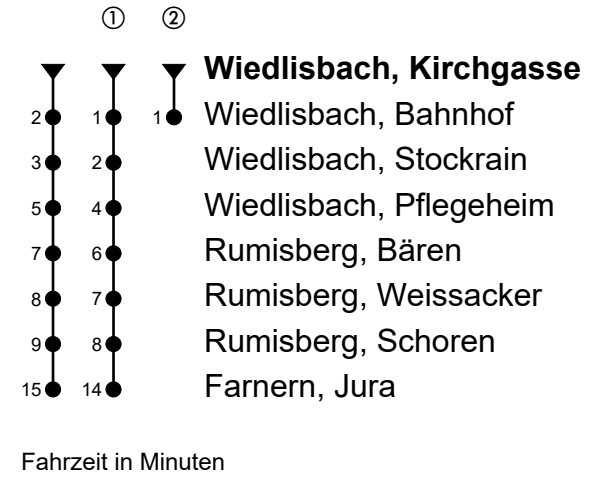 ① ②
Wiedlisbach, Kirchgasse
2 1 1 Wiedlisbach, Bahnhof
3 2 Wiedlisbach, Stockrain
5 4 Wiedlisbach, Pflegeheim
7 6 Rumisberg, Bären
8 7 Rumisberg, Weissacker
9 8 Rumisberg, Schoren
15 14 Farnern, Jura
Fahrzeit in Minuten